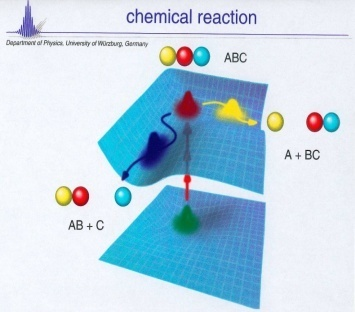 chemical reaction
Department of Physics, University of Würzburg, Germany
ABC
A + BC
AB + C